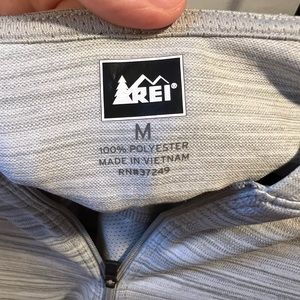 REI®
M
100% POLYESTER
MADE IN VIETNAM
RN#37249